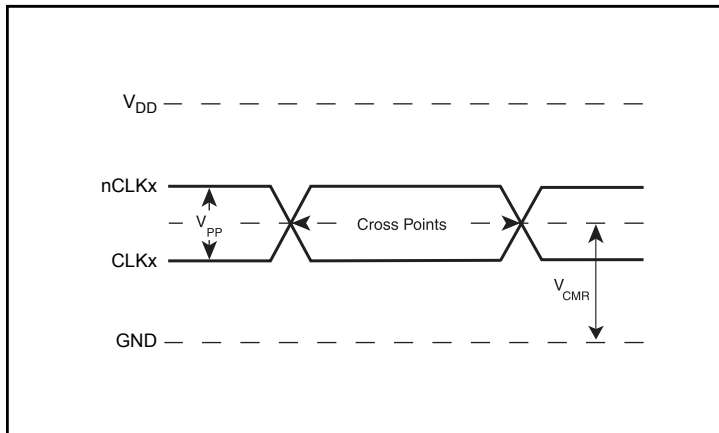 VDD
nCLKx
VPP
Cross Points
CLKx
VCMR
GND